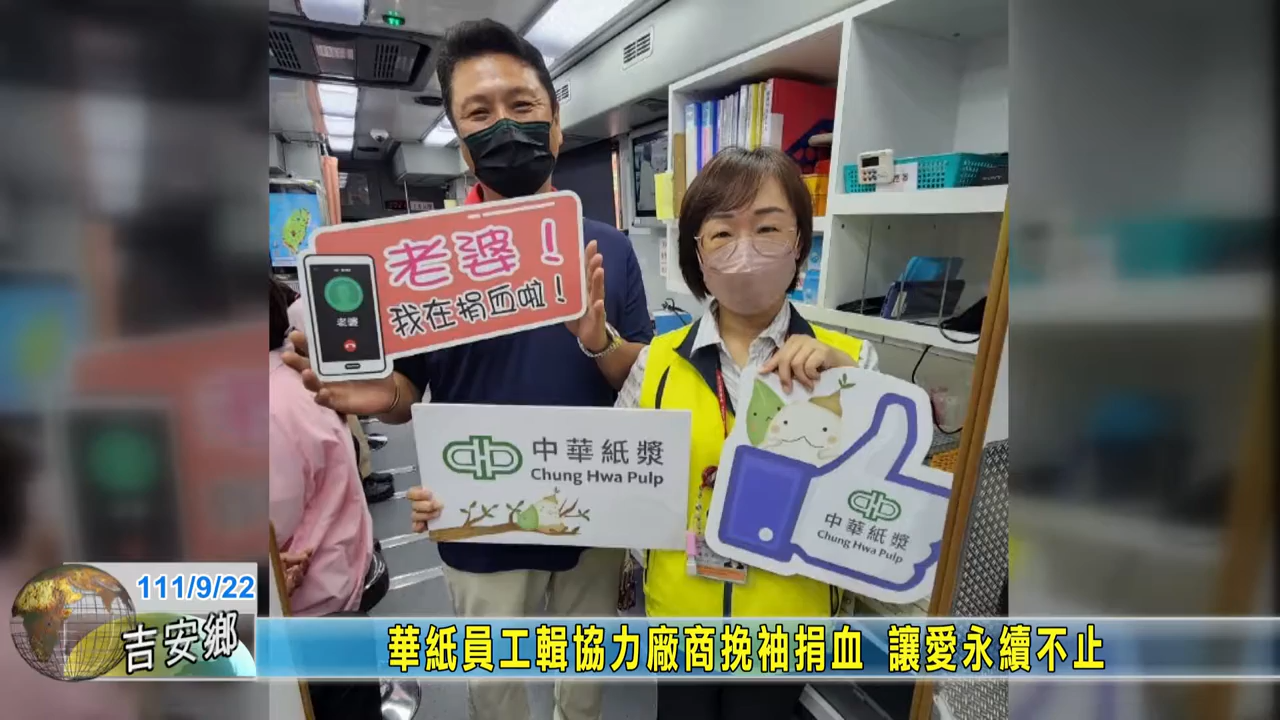 老婆！
我在捐血啦！
老婆
中華紙漿
Chung Hwa Pulp
中華紙漿
Chung Hwa Pulp
111/9/22
吉安鄉
華紙員工輯協力廠商挽袖捐血 讓愛永續不止